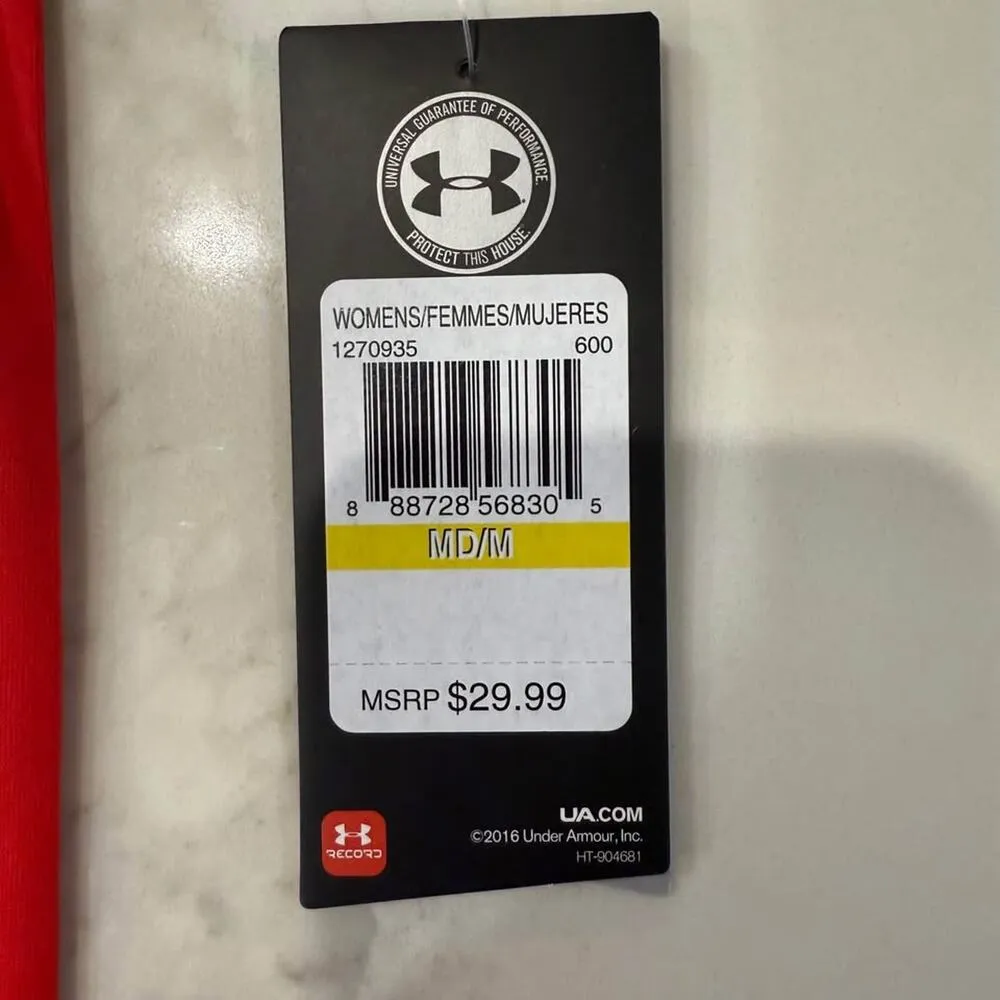 UNIVERSAL GUARANTEE OF PERFORMANCE.
PROTECT THIS HOUSE.
WOMENS/FEMMES/MUJERES
1270935 600
8 88728 56830 5
MD/M
MSRP $29.99
RECORD
UA.COM
©2016 Under Armour, Inc.
HT-904681